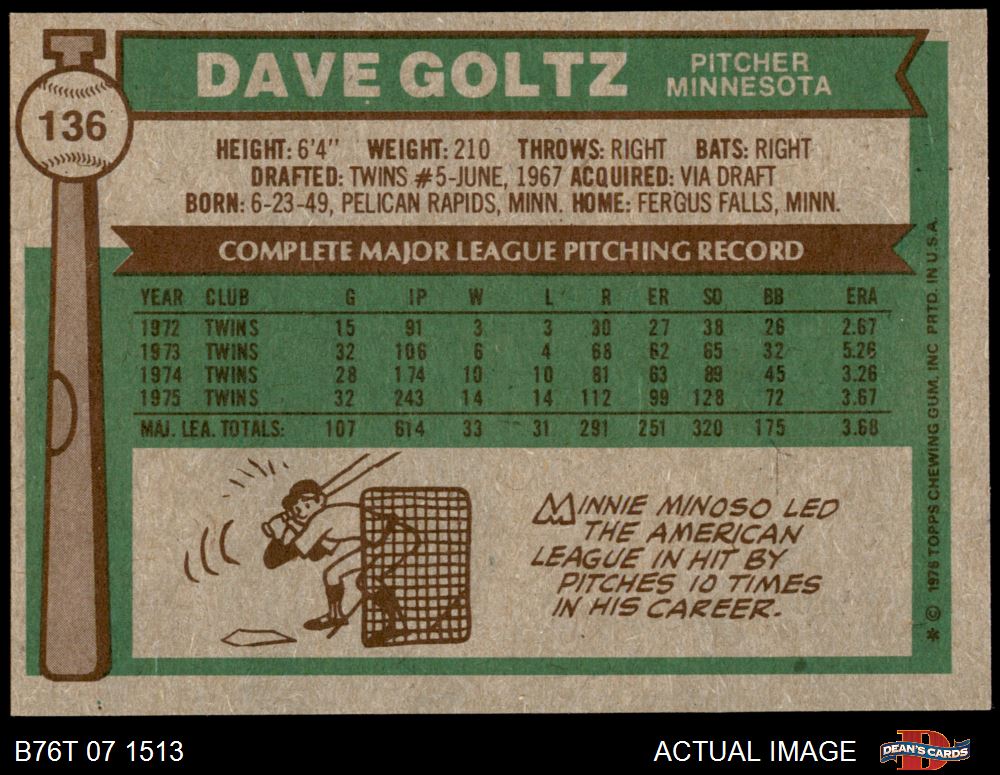 136
DAVE GOLTZ PITCHER
MINNESOTA
HEIGHT: 6'4" WEIGHT: 210 THROWS: RIGHT BATS: RIGHT
DRAFTED: TWINS #5-JUNE, 1967 ACQUIRED: VIA DRAFT
BORN: 6-23-49, PELICAN RAPIDS, MINN. HOME: FERGUS FALLS, MINN.
COMPLETE MAJOR LEAGUE PITCHING RECORD
YEAR CLUB G IP W L R ER SO BB ERA
1972 TWINS 15 91 3 3 30 27 38 26 2.67
1973 TWINS 32 106 6 4 68 62 65 32 5.26
1974 TWINS 28 174 10 10 81 63 89 45 3.26
1975 TWINS 32 243 14 14 112 99 128 72 3.67
MAJ. LEA. TOTALS: 107 614 33 31 291 251 320 175 3.68
MINNIE MINOSO LED
THE AMERICAN
LEAGUE IN HIT BY
PITCHES 10 TIMES
IN HIS CAREER.
* © 1976 TOPPS CHEWING GUM, INC PRTD. IN U.S.A.
B76T 07 1513 ACTUAL IMAGE DEAN'S CARDS